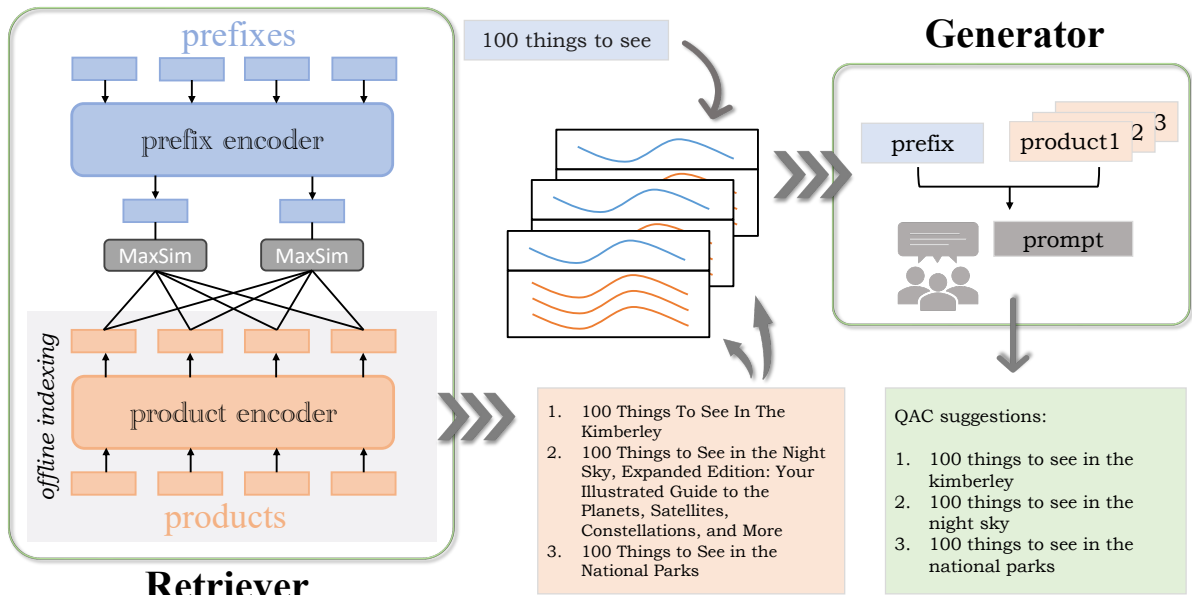 prefixes
prefix encoder
MaxSim
MaxSim
offline indexing
product encoder
products
Retriever
100 things to see
1. 100 Things To See In The
Kimberley
2. 100 Things to See in the Night
Sky, Expanded Edition: Your
Illustrated Guide to the
Planets, Satellites,
Constellations, and More
3. 100 Things to See in the
National Parks
Generator
prefix
product1
2
3
prompt
QAC suggestions:
1. 100 things to see in the
kimberley
2. 100 things to see in the
night sky
3. 100 things to see in the
national parks